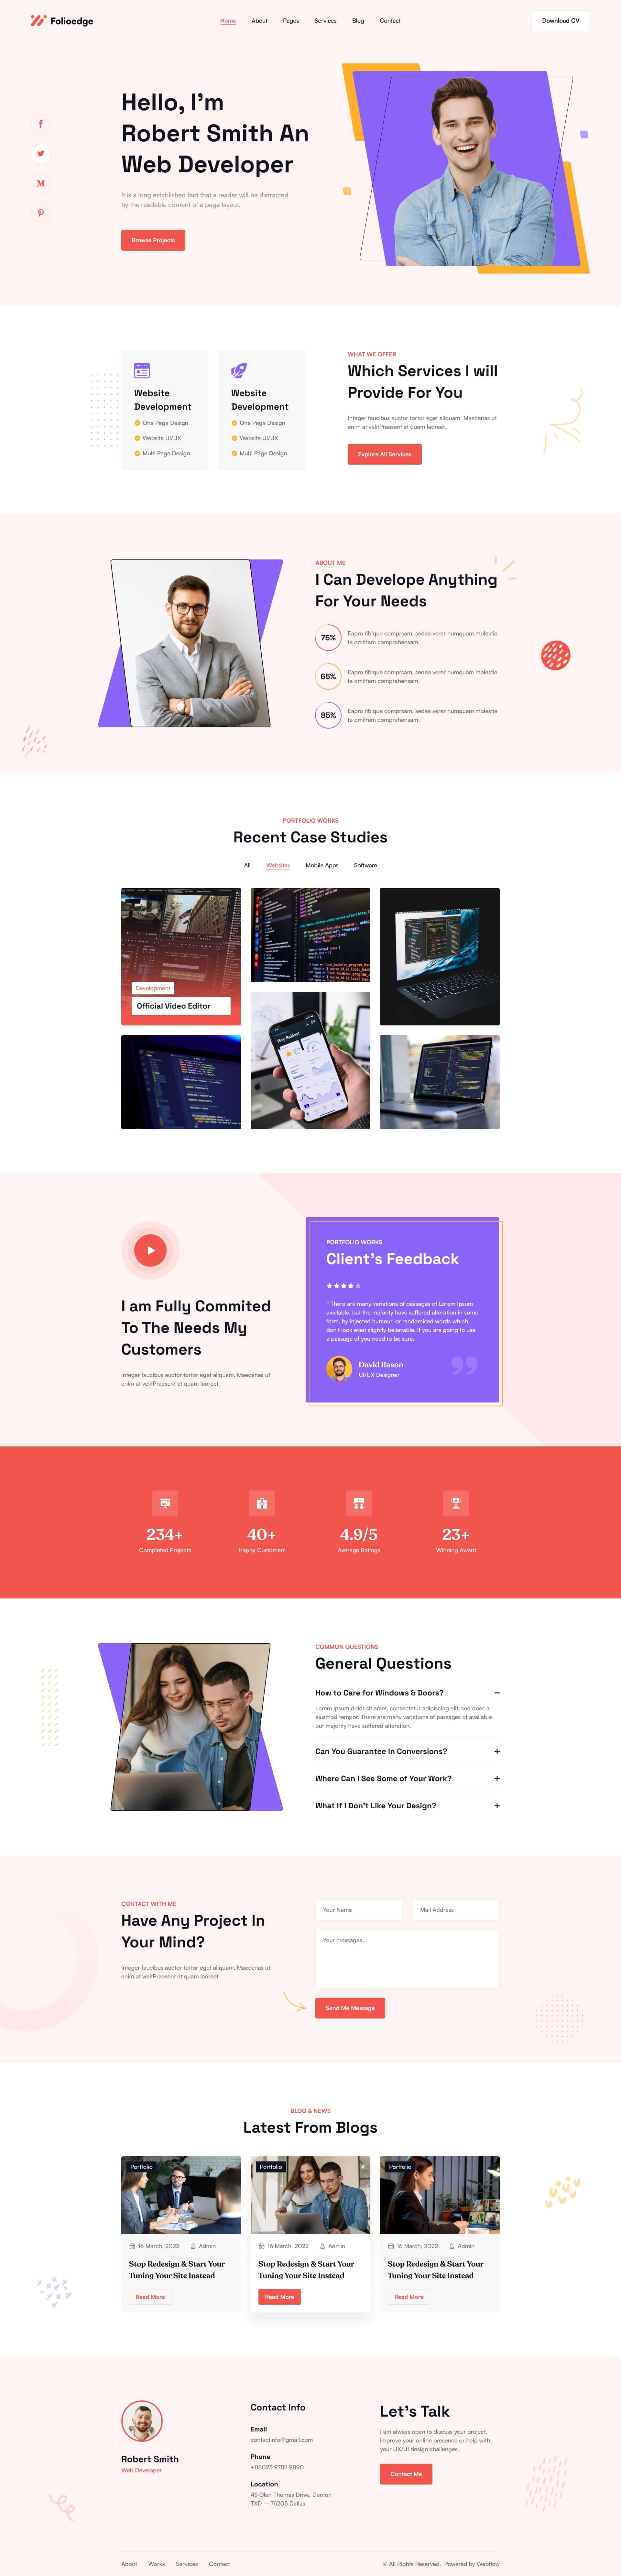 Folioedge
Home
About
Pages
Services
Blog
Contact
Download CV
Hello, I'm
Robert Smith An
Web Developer
It is a long established fact that a reader will be distracted
by the readable content of a page layout.
Browse Projects
Website
Development
One Page Design
Website UI/UX
Multi Page Design
Website
Development
One Page Design
Website UI/UX
Multi Page Design
WHAT WE OFFER
Which Services I will
Provide For You
Integer faucibus auctor tortor eget aliquam. Maecenas ut
enim at velitPraesent et quam laoreet.
Explore All Services
ABOUT ME
I Can Develope Anything
For Your Needs
75%
Eapro tibique comprsam, sedea verer numquam molestie
te omittam comprehensam.
65%
Eapro tibique comprsam, sedea verer numquam molestie
te omittam comprehensam.
85%
Eapro tibique comprsam, sedea verer numquam molestie
te omittam comprehensam.
PORTFOLIO WORKS
Recent Case Studies
All
Websites
Mobile Apps
Software
Development
Official Video Editor
I am Fully Commited
To The Needs My
Customers
Integer faucibus auctor tortor eget aliquam. Maecenas ut
enim at velitPraesent et quam laoreet.
PORTFOLIO WORKS
Client's Feedback
" There are many variations of passages of Lorem Ipsum
available, but the majority have suffered alteration in some
form, by injected humour, or randomised words which
don't look even slightly believable. If you are going to use
a passage of you need to be sure.
David Rason
UI/UX Designer
234+
Completed Projects
40+
Happy Customers
4.9/5
Average Ratings
23+
Winning Award
COMMON QUESTIONS
General Questions
How to Care for Windows & Doors?
Lorem ipsum dolor sit amet, consectetur adipiscing elit, sed does a
eiusmod tempor. There are many variations of passages of available
but majority have suffered alteration.
Can You Guarantee In Conversions?
Where Can I See Some of Your Work?
What If I Don't Like Your Design?
CONTACT WITH ME
Have Any Project In
Your Mind?
Integer faucibus auctor tortor eget aliquam. Maecenas ut
enim at velitPraesent et quam laoreet.
Your Name
Mail Address
Your messages...
Send Me Message
BLOG & NEWS
Latest From Blogs
Portfolio
16 March, 2022
Admin
Stop Redesign & Start Your
Tuning Your Site Instead
Read More
Portfolio
16 March, 2022
Admin
Stop Redesign & Start Your
Tuning Your Site Instead
Read More
Portfolio
16 March, 2022
Admin
Stop Redesign & Start Your
Tuning Your Site Instead
Read More
Robert Smith
Web Developer
Contact Info
Email
contactinfo@gmail.com
Phone
+88023 9782 9890
Location
45 Olen Thomas Drive, Denton
TXD — 76205 Dallas
Let's Talk
I am always open to discuss your project,
improve your online presence or help with
your UX/UI design challenges.
Contact Me
About
Works
Services
Contact
© All Rights Reserved. Powered by Webflow